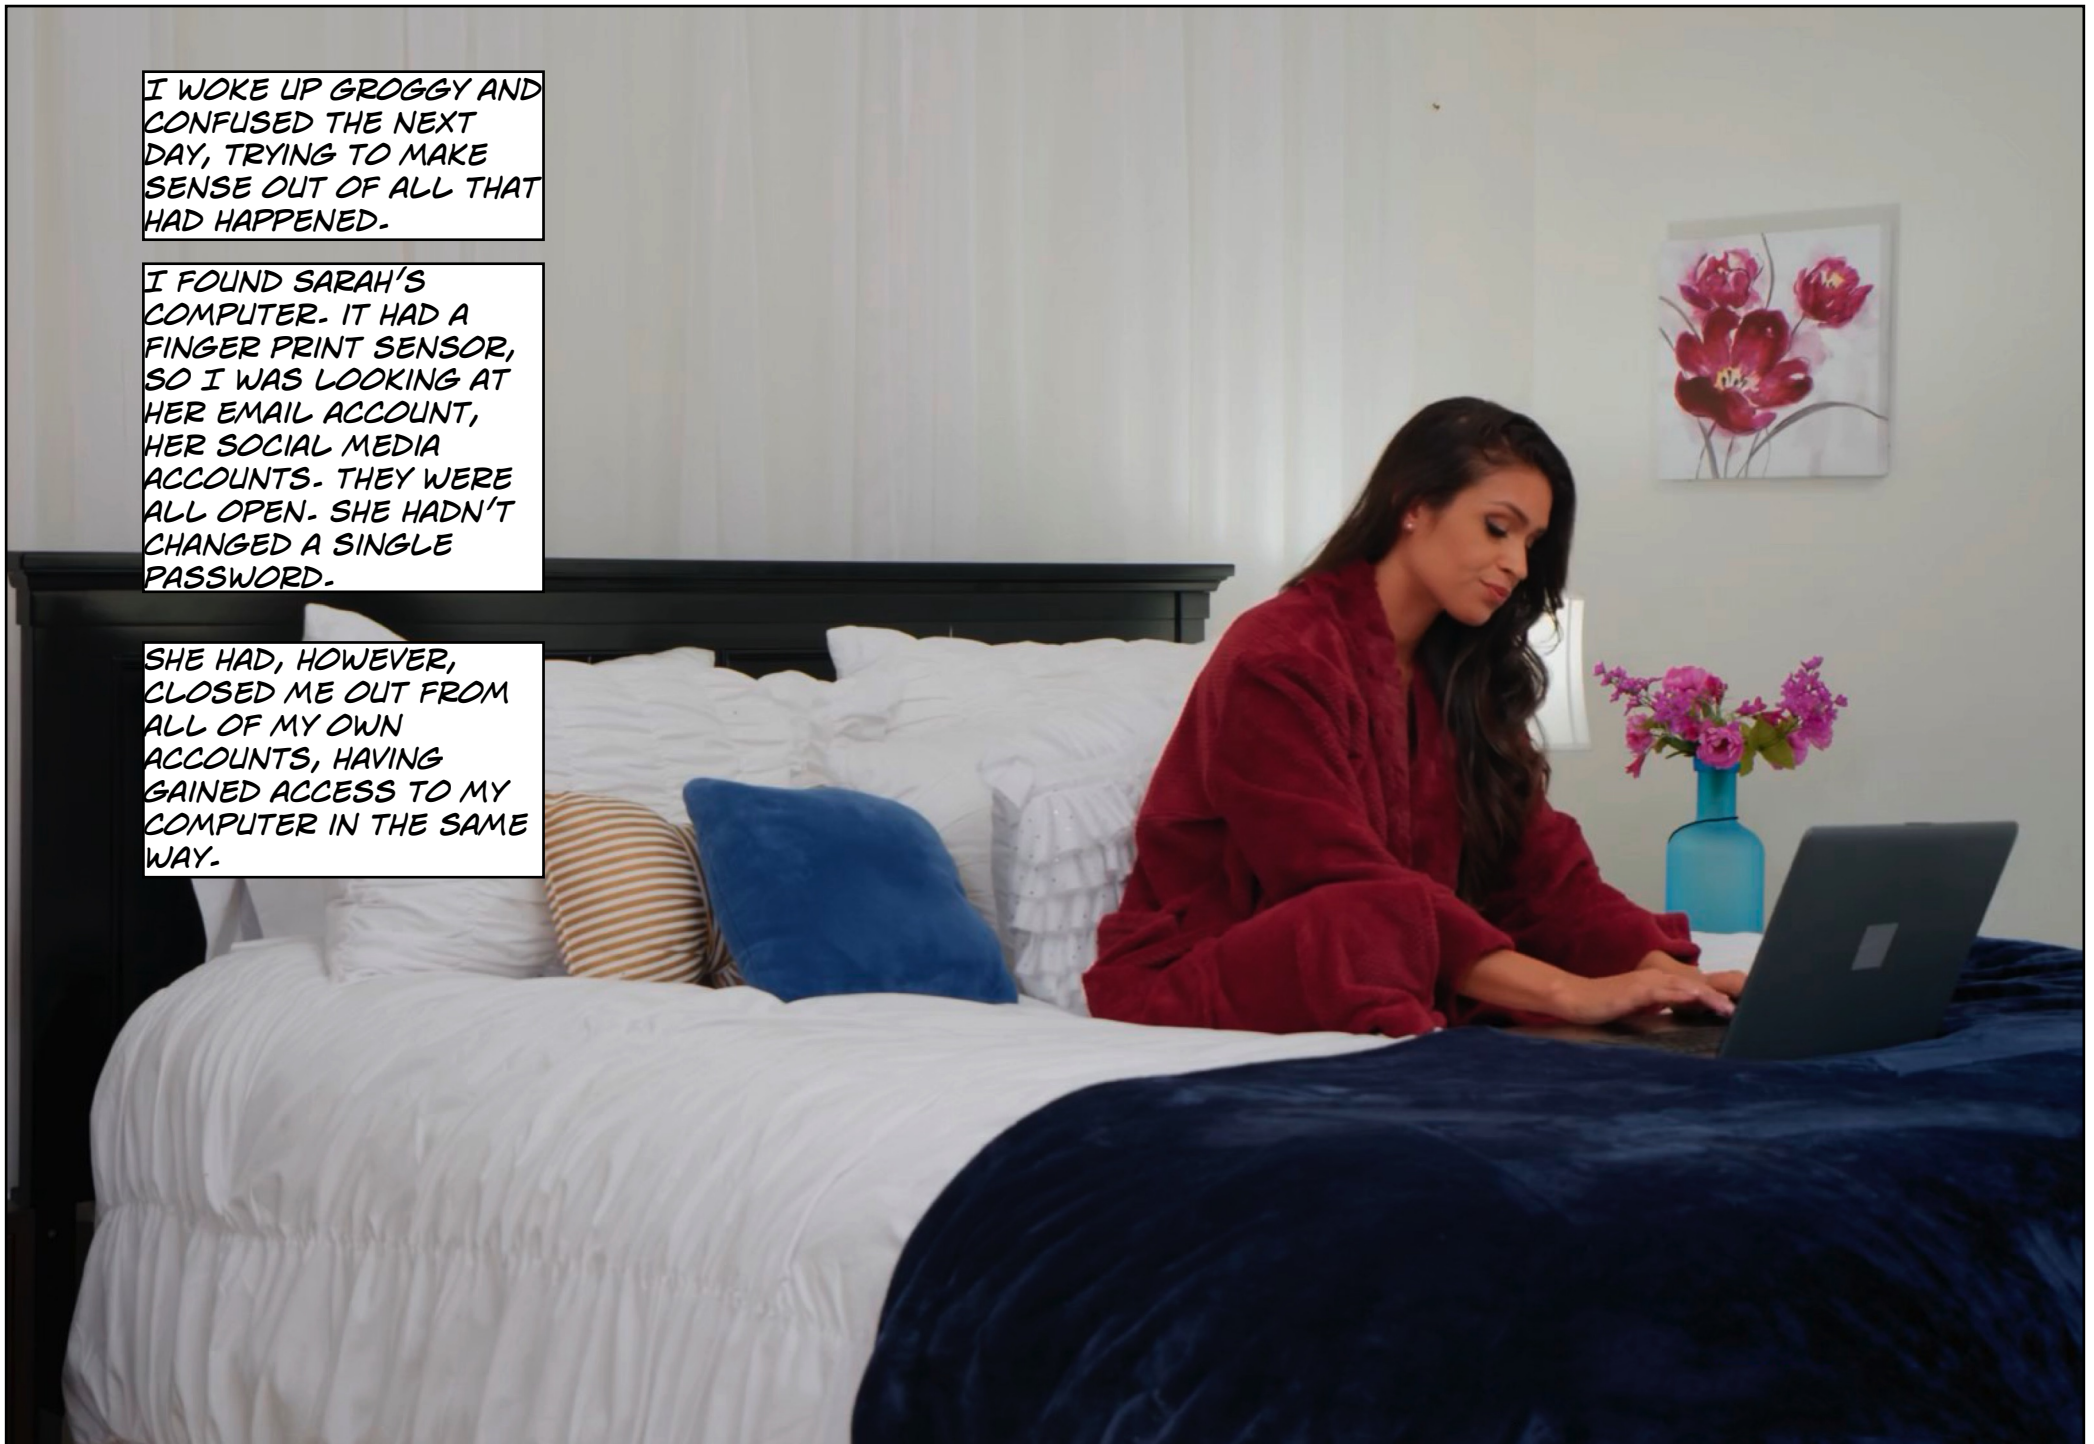 I WOKE UP GROGGY AND
CONFUSED THE NEXT
DAY, TRYING TO MAKE
SENSE OUT OF ALL THAT
HAD HAPPENED.
I FOUND SARAH'S
COMPUTER. IT HAD A
FINGER PRINT SENSOR,
SO I WAS LOOKING AT
HER EMAIL ACCOUNT,
HER SOCIAL MEDIA
ACCOUNTS. THEY WERE
ALL OPEN. SHE HADN'T
CHANGED A SINGLE
PASSWORD.
SHE HAD, HOWEVER,
CLOSED ME OUT FROM
ALL OF MY OWN
ACCOUNTS, HAVING
GAINED ACCESS TO MY
COMPUTER IN THE SAME
WAY.